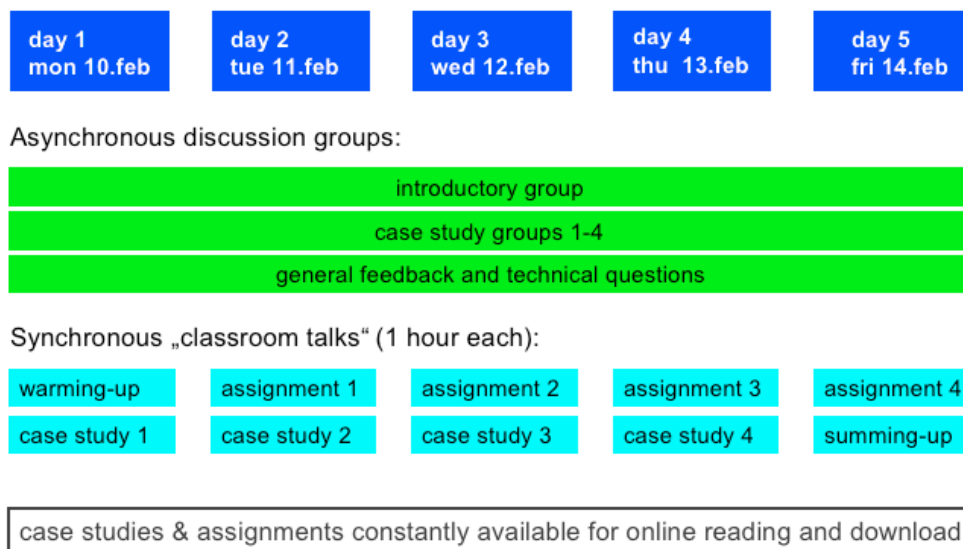 day 1
mon 10.feb
day 2
tue 11.feb
day 3
wed 12.feb
day 4
thu 13.feb
day 5
fri 14.feb
Asynchronous discussion groups:
introductory group
case study groups 1-4
general feedback and technical questions
Synchronous „classroom talks“ (1 hour each):
warming-up
assignment 1
assignment 2
assignment 3
assignment 4
case study 1
case study 2
case study 3
case study 4
summing-up
case studies & assignments constantly available for online reading and download